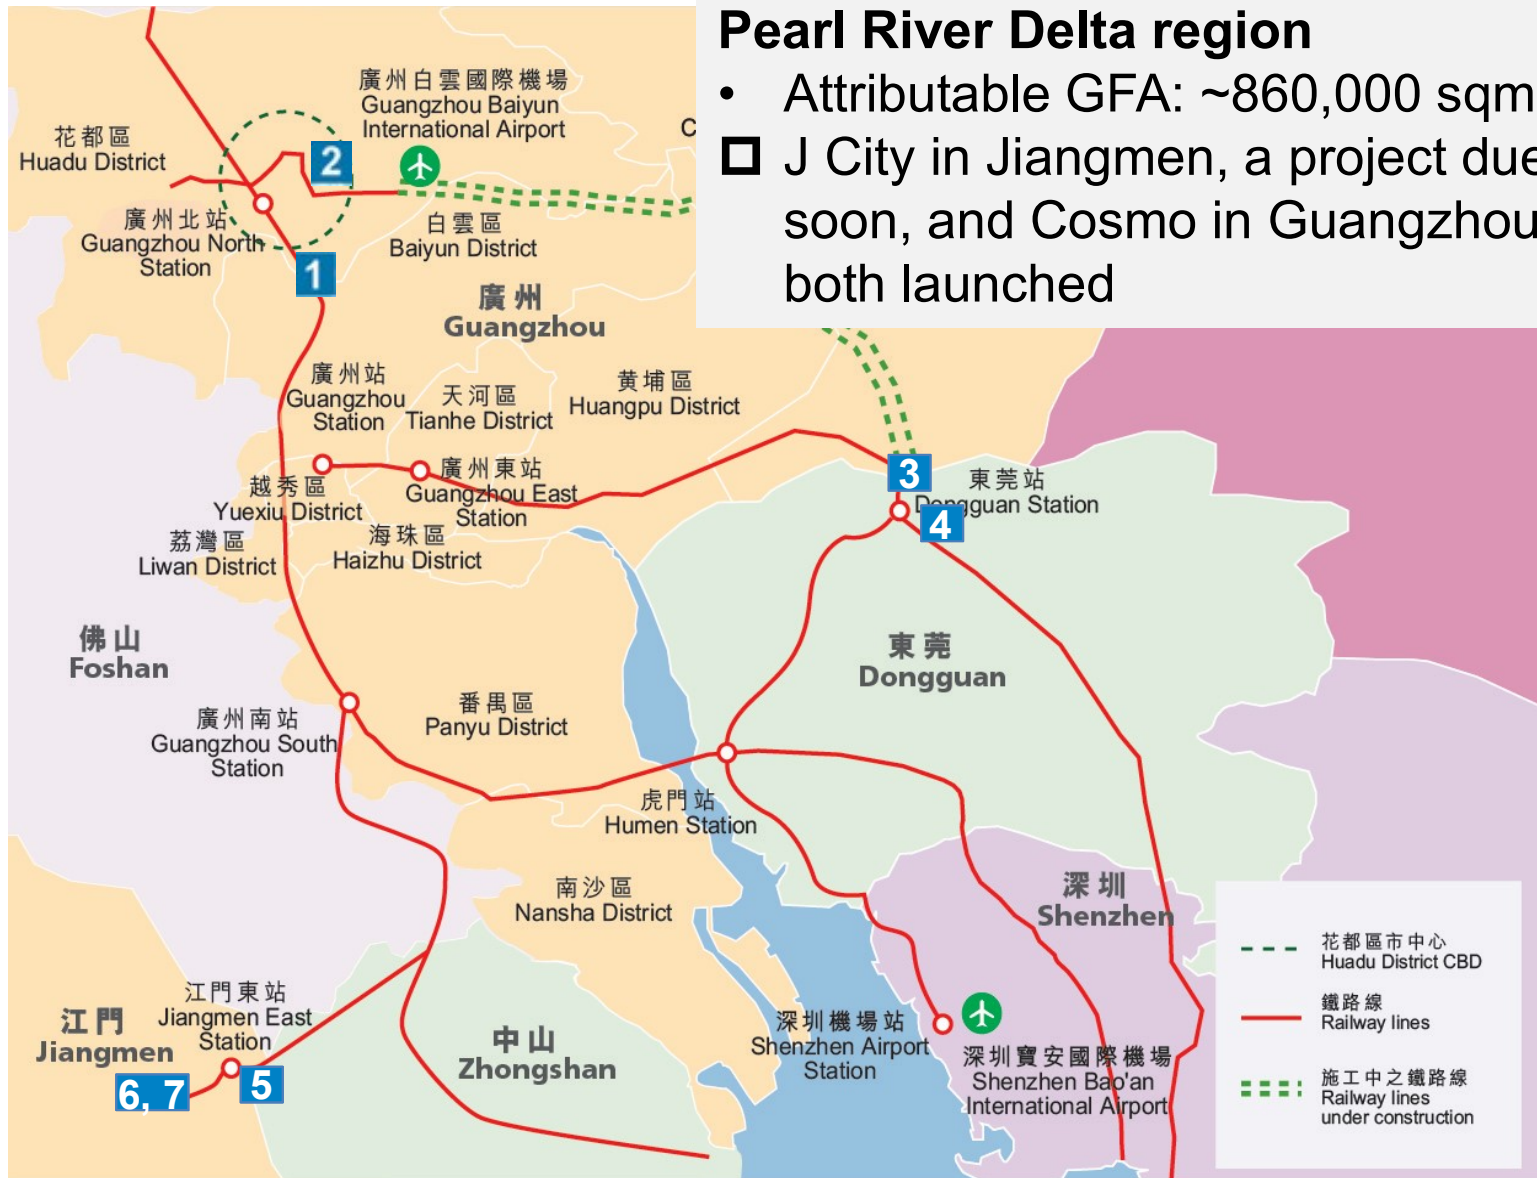 Pearl River Delta region
• Attributable GFA: ~860,000 sqm
J City in Jiangmen, a project due
soon, and Cosmo in Guangzhou
both launched
廣州白雲國際機場
Guangzhou Baiyun
International Airport
花都區
Huadu District
2
廣州北站
Guangzhou North
Station
白雲區
Baiyun District
1
廣州
Guangzhou
廣州站
Guangzhou
Station
天河區
Tianhe District
黄埔區
Huangpu District
越秀區
Yuexiu District
廣州東站
Guangzhou East
Station
3
東莞站
Dongguan Station
4
荔灣區
Liwan District
海珠區
Haizhu District
佛山
Foshan
東莞
Dongguan
廣州南站
Guangzhou South
Station
番禺區
Panyu District
虎門站
Humen Station
南沙區
Nansha District
深圳
Shenzhen
江門東站
Jiangmen East
Station
江門
Jiangmen
6, 7
5
中山
Zhongshan
深圳機場站
Shenzhen Airport
Station
深圳寶安國際機場
Shenzhen Bao'an
International Airport
花都區市中心
Huadu District CBD
鐵路線
Railway lines
施工中之鐵路線
Railway lines
under construction